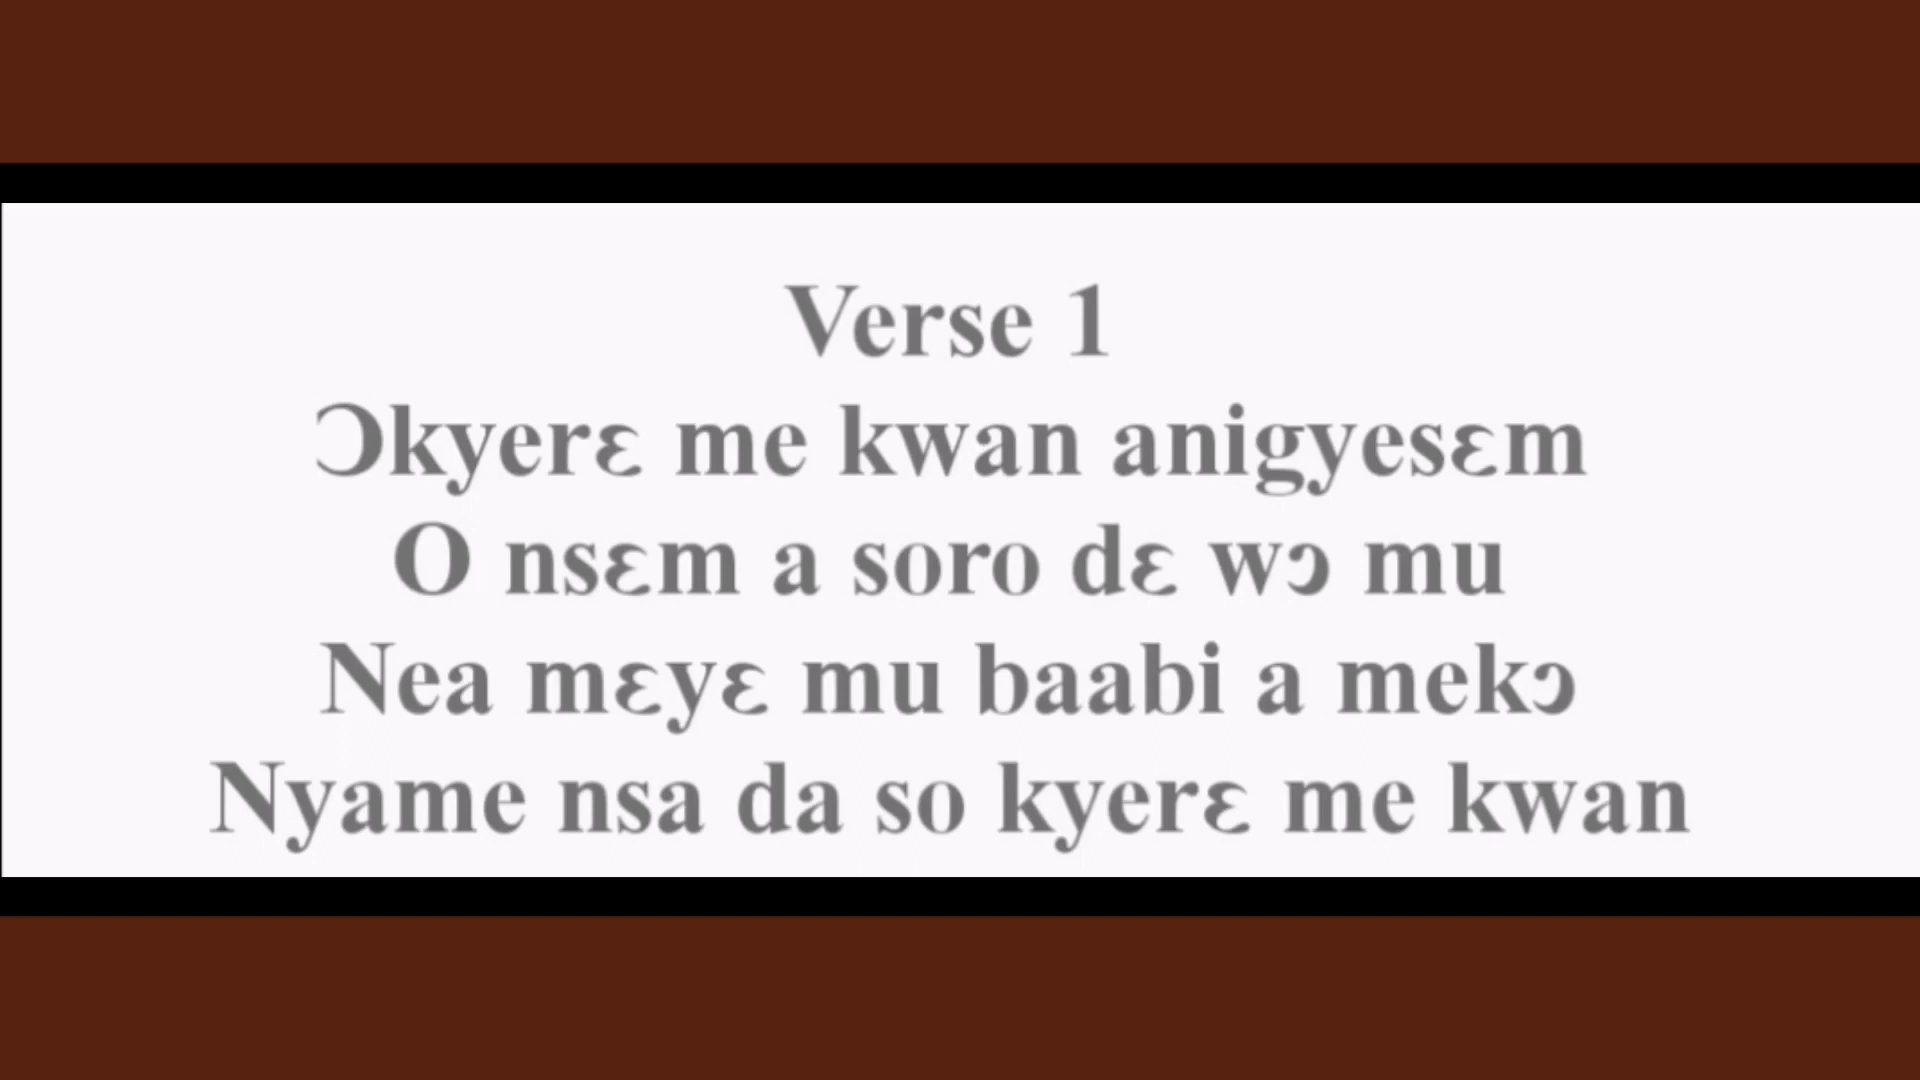 Verse 1
Ɔkyerɛ me kwan anigyesɛm
O nsɛm a soro dɛ wɔ mu
Nea mɛyɛ mu baabi a mekɔ
Nyame nsa da so kyerɛ me kwan